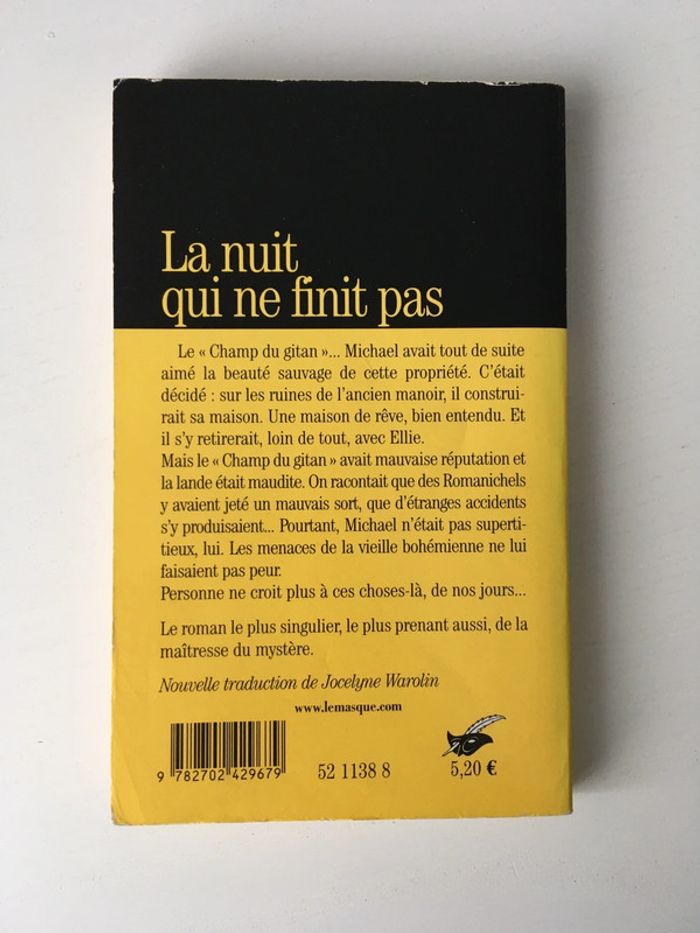 La nuit
qui ne finit pas
Le « Champ du gitan »... Michael avait tout de suite
aimé la beauté sauvage de cette propriété. C'était
décidé : sur les ruines de l'ancien manoir, il construi-
rait sa maison. Une maison de rêve, bien entendu. Et
il s'y retirerait, loin de tout, avec Ellie.
Mais le « Champ du gitan » avait mauvaise réputation et
la lande était maudite. On racontait que des Romanichels
y avaient jeté un mauvais sort, que d'étranges accidents
s'y produisaient... Pourtant, Michael n'était pas superti-
tieux, lui. Les menaces de la vieille bohémienne ne lui
faisaient pas peur.
Personne ne croit plus à ces choses-là, de nos jours...
Le roman le plus singulier, le plus prenant aussi, de la
maîtresse du mystère.
Nouvelle traduction de Jocelyne Warolin
www.lemasque.com
9 782702 429679
52 1138 8
5,20 €